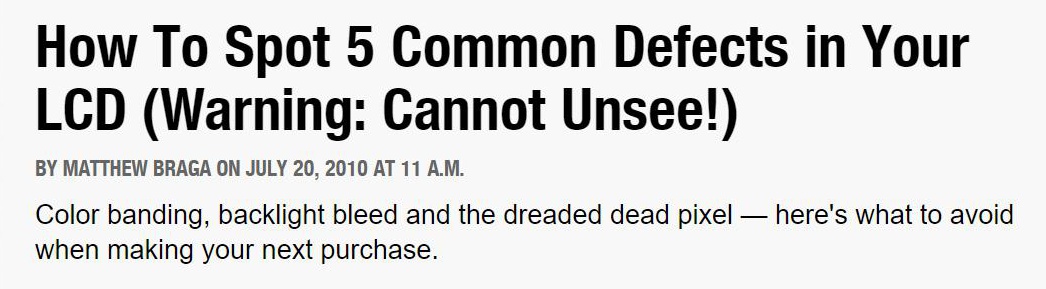 How To Spot 5 Common Defects in Your
LCD (Warning: Cannot Unsee!)
BY MATTHEW BRAGA ON JULY 20, 2010 AT 11 A.M.
Color banding, backlight bleed and the dreaded dead pixel — here's what to avoid
when making your next purchase.